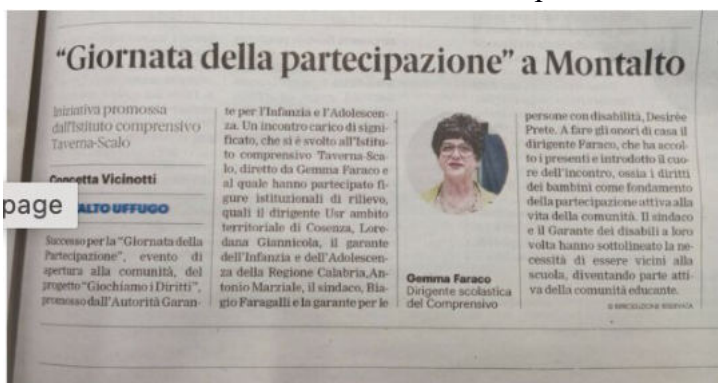 “Giornata della partecipazione” a Montalto
Iniziativa promossa
dall'Istituto comprensivo
Taverna-Scalo
Concetta Vicinotti
page
ALTO UFFUGO
Successo per la “Giornata della
Partecipazione”, evento di
apertura alla comunità, del
progetto “Giochiamo i Diritti”,
promosso dall'Autorità Garan-
te per l'Infanzia e l'Adolescen-
za. Un incontro carico di signi-
ficato, che si è svolto all'Istitu-
to comprensivo Taverna-Sca-
lo, diretto da Gemma Faraco e
al quale hanno partecipato fi-
gure istituzionali di rilievo,
quali il dirigente Usr ambito
territoriale di Cosenza, Lore-
dana Giannicola, il garante
dell'Infanzia e dell'Adolescen-
za della Regione Calabria,An-
tonio Marziale, il sindaco, Bia-
gio Faragalli e la garante per le
Gemma Faraco
Dirigente scolastica
del Comprensivo
persone con disabilità, Desirèe
Prete. A fare gli onori di casa il
dirigente Faraco, che ha accol-
to i presenti e introdotto il cuo-
re dell'incontro, ossia i diritti
dei bambini come fondamento
della partecipazione attiva alla
vita della comunità. Il sindaco
e il Garante dei disabili a loro
volta hanno sottolineato la ne-
cessità di essere vicini alla
scuola, diventando parte atti-
va della comunità educante.
© RIPRODUZIONE RISERVATA